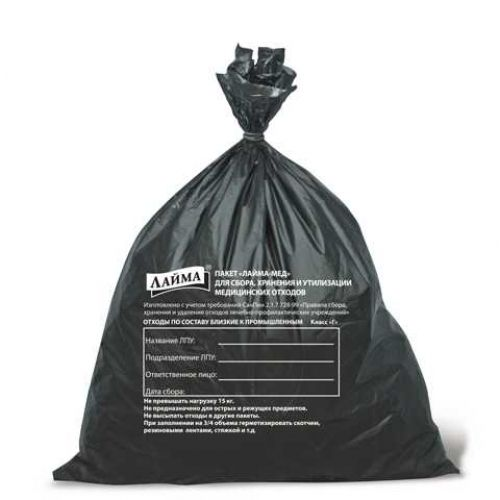 ЛАЙМА
ПАКЕТ «ЛАЙМА-МЕД»
ДЛЯ СБОРА, ХРАНЕНИЯ И УТИЛИЗАЦИИ
МЕДИЦИНСКИХ ОТХОДОВ
Изготовлено с учетом требования СанПин 2.1.7.728-99 «Правила сбора,
хранения и удаления отходов лечебно-профилактических учреждений»
ОТХОДЫ ПО СОСТАВУ БЛИЗКИЕ К ПРОМЫШЛЕННЫМ Класс «Г»
Название ЛПУ:
Подразделение ЛПУ:
Ответственное лицо:
Дата сбора:
Не превышать нагрузку 15 кг.
Не предназначено для острых и режущих предметов.
Не высыпать отходы в другие пакеты.
При заполнении на 3/4 объема герметизировать скотчем,
резиновыми лентами, стяжкой и т.д.